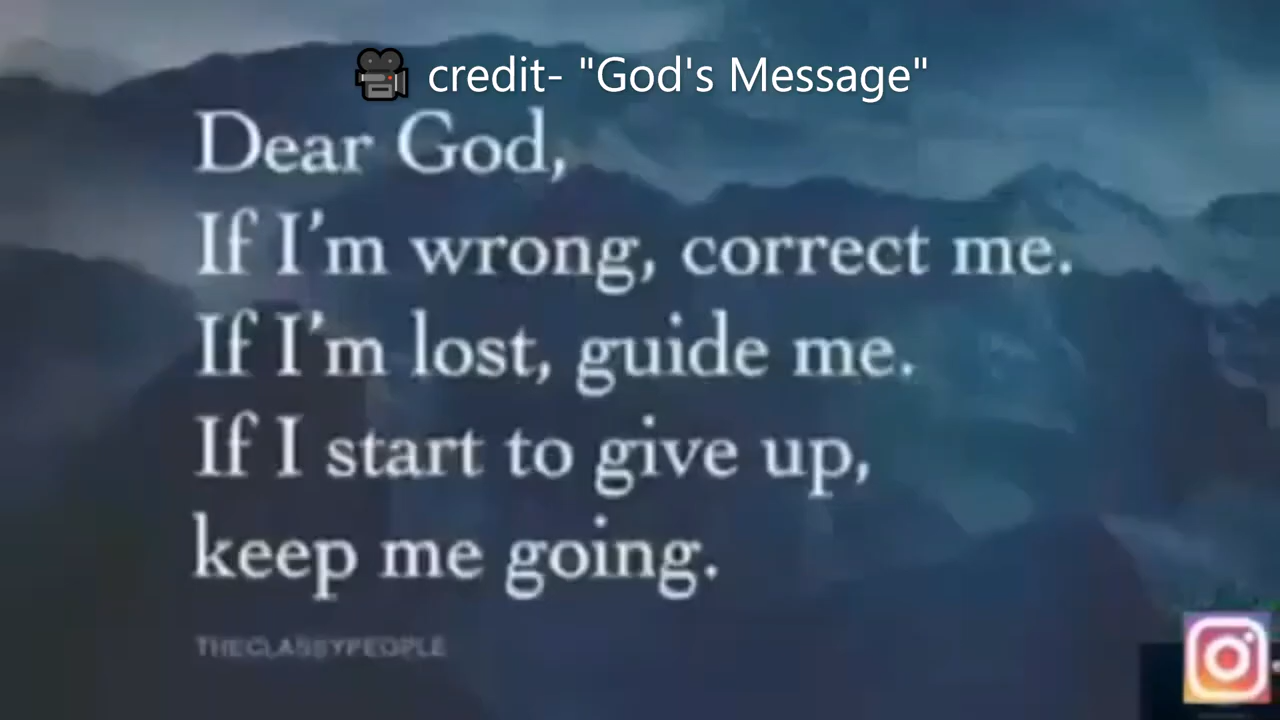 credit- "God's Message"
Dear God,
If I’m wrong, correct me.
If I’m lost, guide me.
If I start to give up,
keep me going.
THECLASSYPEOPLE